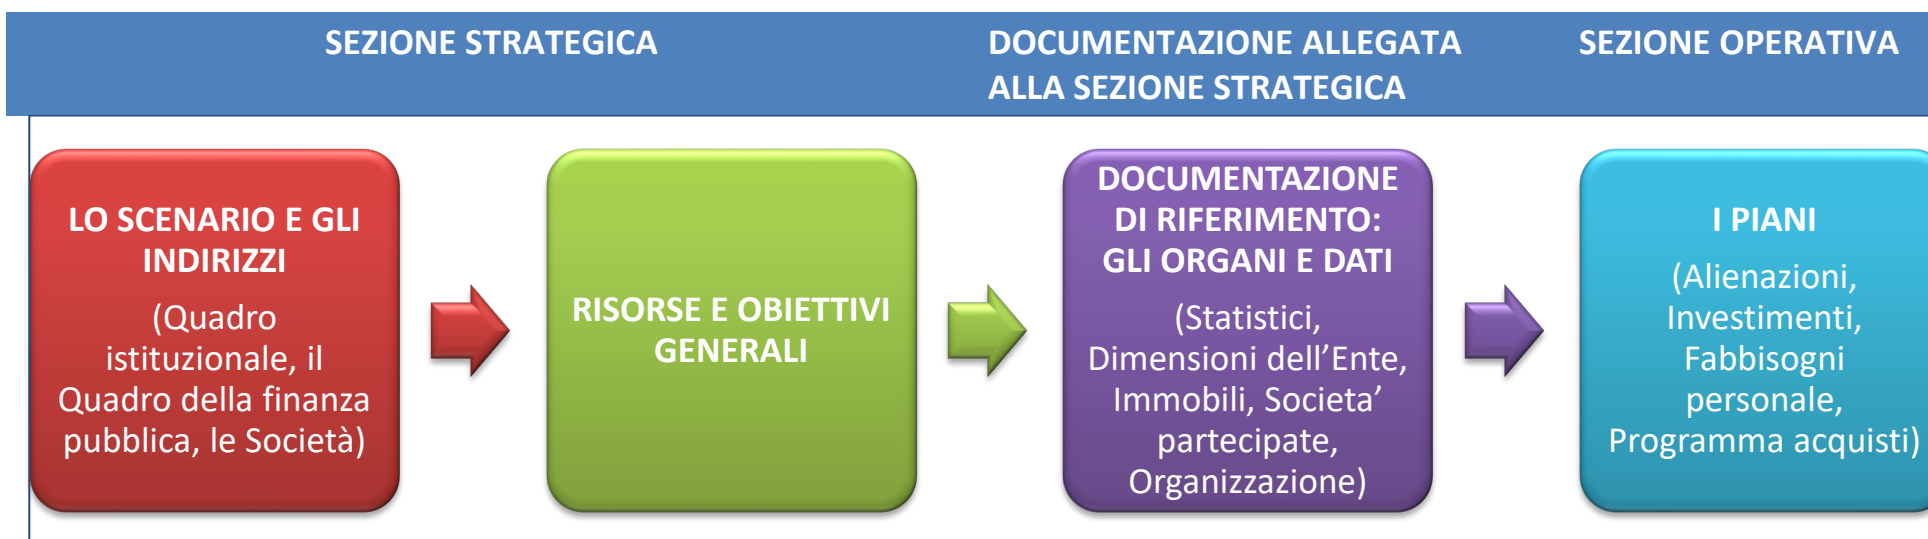 SEZIONE STRATEGICA
DOCUMENTAZIONE ALLEGATA
ALLA SEZIONE STRATEGICA
SEZIONE OPERATIVA
LO SCENARIO E GLI
INDIRIZZI
(Quadro
istituzionale, il
Quadro della finanza
pubblica, le Società)
RISORSE E OBIETTIVI
GENERALI
DOCUMENTAZIONE
DI RIFERIMENTO:
GLI ORGANI E DATI
(Statistici,
Dimensioni dell’Ente,
Immobili, Societa’
partecipate,
Organizzazione)
I PIANI
(Alienazioni,
Investimenti,
Fabbisogni
personale,
Programma acquisti)